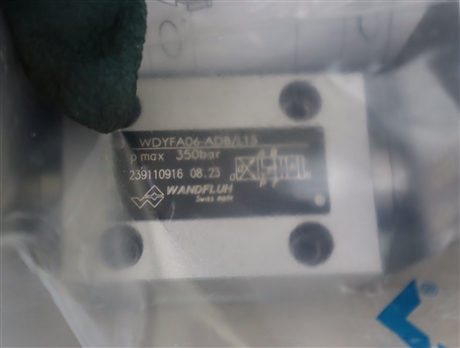 WDYFA06-ADB/L15
p max 350bar
239110916 08.23
WANDFLUH
Swiss made